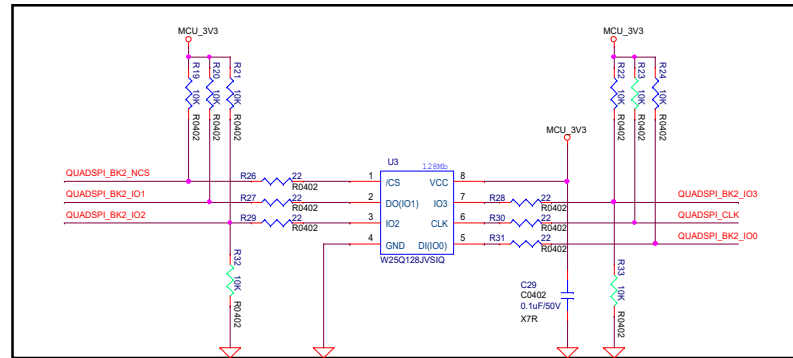 MCU_3V3
MCU_3V3
R19 10K R0402
R20 10K R0402
R21 10K R0402
R22 10K R0402
R23 10K R0402
R24 10K R0402
MCU_3V3
U3
128Mb
QUADSPI_BK2_NCS
R26 22 R0402
1 /CS VCC 8
QUADSPI_BK2_IO1
R27 22 R0402
2 DO(IO1) IO3 7
R28 22 R0402
QUADSPI_BK2_IO3
QUADSPI_BK2_IO2
R29 22 R0402
3 IO2 CLK 6
R30 22 R0402
QUADSPI_CLK
4 GND DI(IO0) 5
R31 22 R0402
QUADSPI_BK2_IO0
W25Q128JVSIQ
R32 10K R0402
C29
C0402
0.1uF/50V
X7R
R33 10K R0402